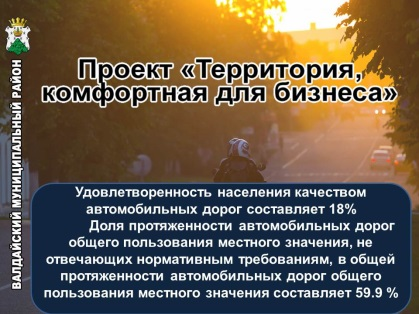 ВАЛДАЙСКИЙ МУНИЦИПАЛЬНЫЙ РАЙОН
Проект «Территория,
комфортная для бизнеса»
Удовлетворенность населения качеством
автомобильных дорог составляет 18%
Доля протяженности автомобильных дорог
общего пользования местного значения, не
отвечающих нормативным требованиям, в общей
протяженности автомобильных дорог общего
пользования местного значения составляет 59.9 %